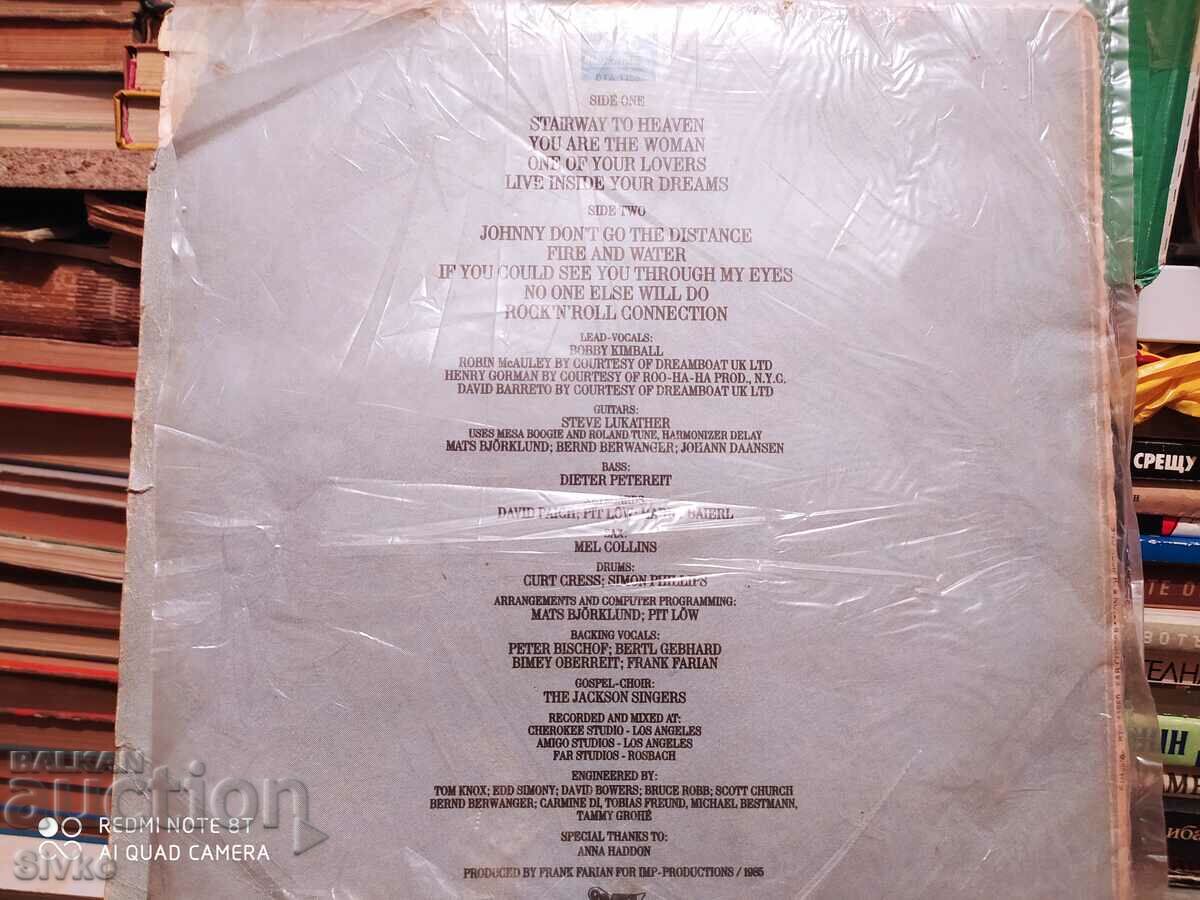 SIDE ONE
STAIRWAY TO HEAVEN
YOU ARE THE WOMAN
ONE OF YOUR LOVERS
LIVE INSIDE YOUR DREAMS
SIDE TWO
JOHNNY DON'T GO THE DISTANCE
FIRE AND WATER
IF YOU COULD SEE YOU THROUGH MY EYES
NO ONE ELSE WILL DO
ROCK'N'ROLL CONNECTION
LEAD-VOCALS:
BOBBY KIMBALL
ROBIN McAULEY BY COURTESY OF DREAMBOAT UK LTD
HENRY GORMAN BY COURTESY OF ROO-HA-HA PROD., N.Y.C.
DAVID BARRETO BY COURTESY OF DREAMBOAT UK LTD
GUITARS:
STEVE LUKATHER
USES MESA BOOGIE AND ROLAND TUNE, HARMONIZER DELAY
MATS BJÖRKLUND; BERND BERWANGER; JOHANN DAANSEN
BASS:
DIETER PETEREIT
DAVID PAICH; PIT LÖW; BAIERL
SAX:
MEL COLLINS
DRUMS:
CURT CRESS; SIMON PHILLIPS
ARRANGEMENTS AND COMPUTER PROGRAMMING:
MATS BJÖRKLUND; PIT LÖW
BACKING VOCALS:
PETER BISCHOF; BERTL GEBHARD
BIMEY OBERREIT; FRANK FARIAN
GOSPEL-CHOIR:
THE JACKSON SINGERS
RECORDED AND MIXED AT:
CHEROKEE STUDIO - LOS ANGELES
AMIGO STUDIOS - LOS ANGELES
FAR STUDIOS - ROSBACH
ENGINEERED BY:
TOM KNOX; EDD SIMONY; DAVID BOWERS; BRUCE ROBB; SCOTT CHURCH
BERND BERWANGER; CARMINE DI, TOBIAS FREUND, MICHAEL BESTMANN,
TAMMY GROHÉ
SPECIAL THANKS TO:
ANNA HADDON
PRODUCED BY FRANK FARIAN FOR IMP-PRODUCTIONS / 1985
СРЕЩУ
BALKAN
auction
REDMI NOTE 8T
AI QUAD CAMERA
Sivko